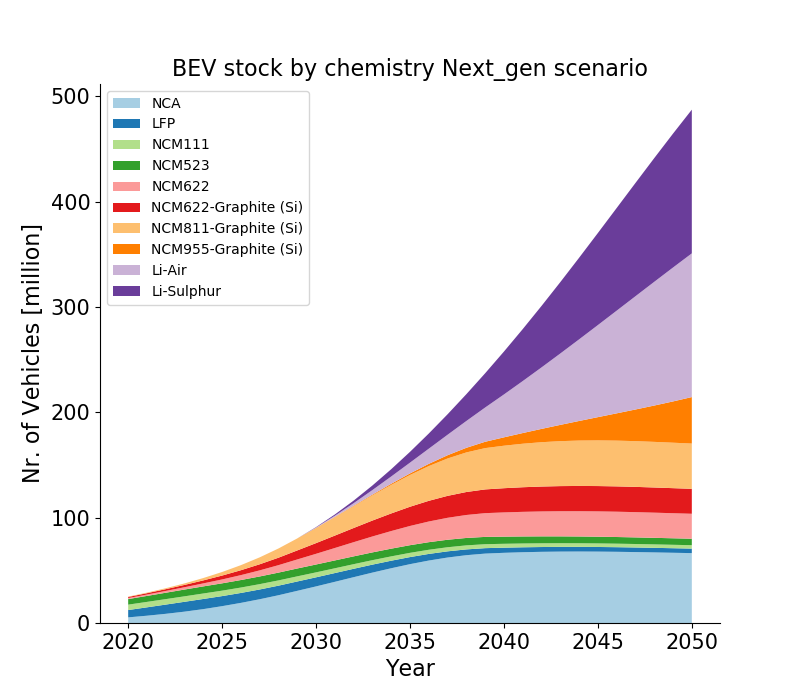 BEV stock by chemistry Next_gen scenario
500
400
300
200
100
0
Nr. of Vehicles [million]
NCA
LFP
NCM111
NCM523
NCM622
NCM622-Graphite (Si)
NCM811-Graphite (Si)
NCM955-Graphite (Si)
Li-Air
Li-Sulphur
2020 2025 2030 2035 2040 2045 2050
Year